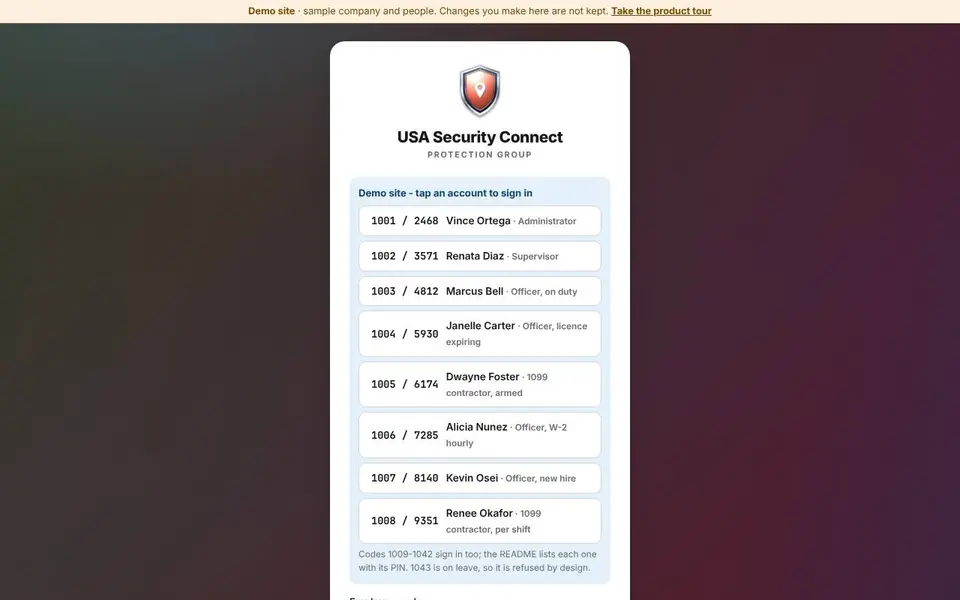 Demo site · sample company and people. Changes you make here are not kept. Take the product tour
USA Security Connect
PROTECTION GROUP
Demo site - tap an account to sign in
1001 / 2468 Vince Ortega · Administrator
1002 / 3571 Renata Diaz · Supervisor
1003 / 4812 Marcus Bell · Officer, on duty
1004 / 5930 Janelle Carter · Officer, licence
expiring
1005 / 6174 Dwayne Foster · 1099
contractor, armed
1006 / 7285 Alicia Nunez · Officer, W-2
hourly
1007 / 8140 Kevin Osei · Officer, new hire
1008 / 9351 Renee Okafor · 1099
contractor, per shift
Codes 1009-1042 sign in too; the README lists each one
with its PIN. 1043 is on leave, so it is refused by design.